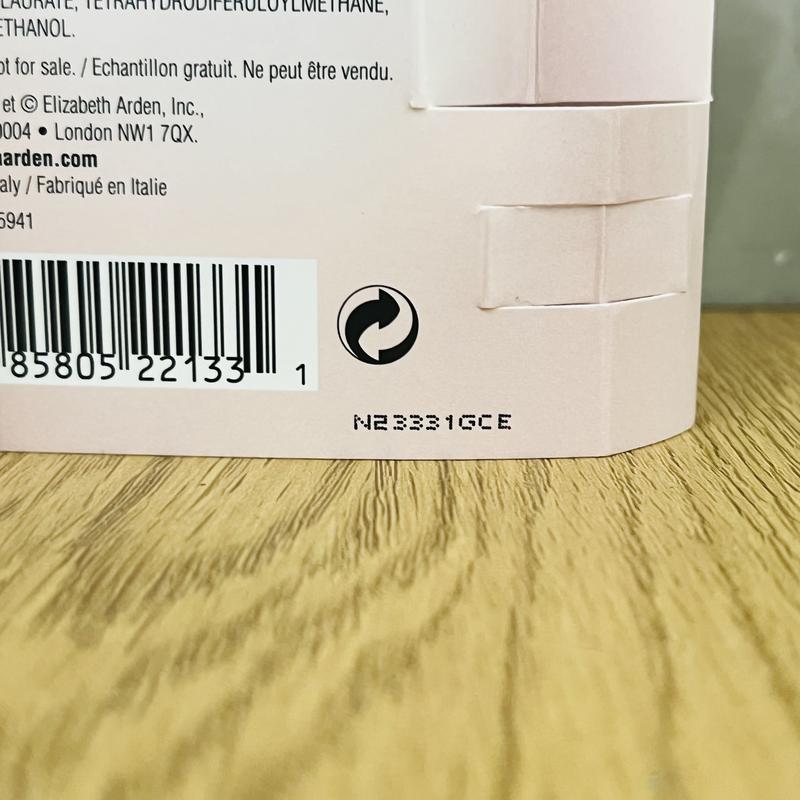 LAURATE, TETRAHYDRODIFERULOYLMETHANE,
ETHANOL.
ot for sale. / Echantillon gratuit. Ne peut être vendu.
et © Elizabeth Arden, Inc.,
0004 • London NW1 7QX.
arden.com
aly / Fabriqué en Italie
5941
85805 22133 1
N23331GCE